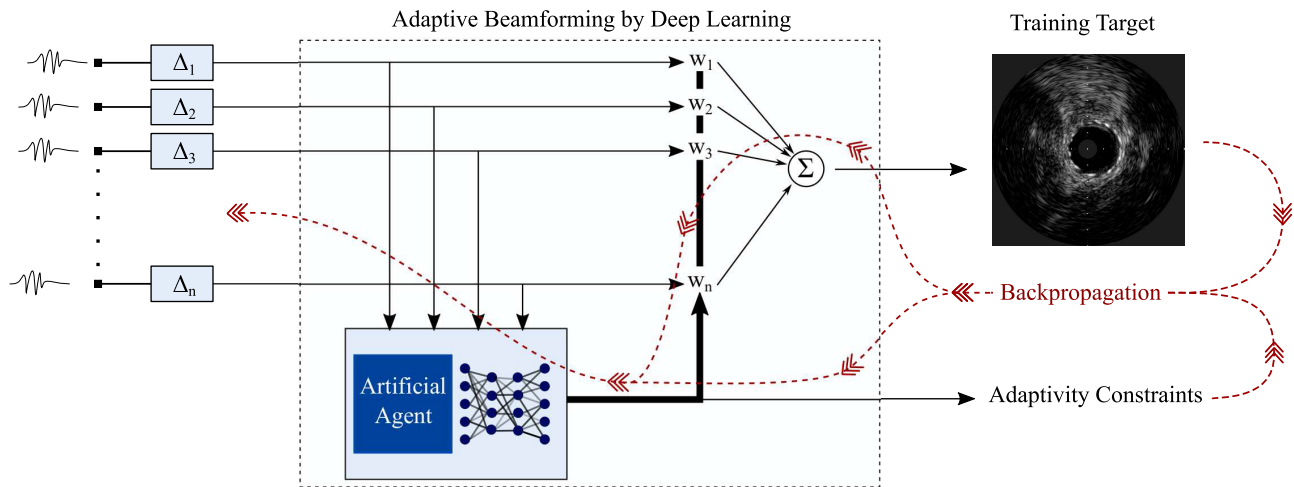 Adaptive Beamforming by Deep Learning
Training Target
Δ1
w1
Δ2
w2
Δ3
w3
Σ
Δn
wn
Backpropagation
Artificial
Agent
Adaptivity Constraints